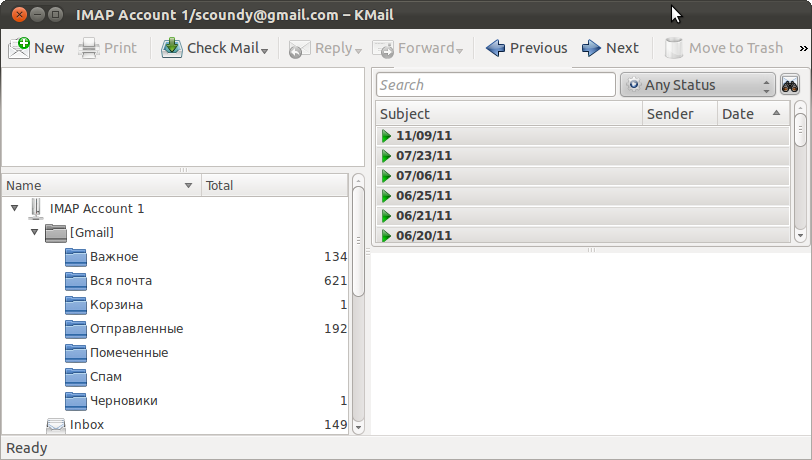 IMAP Account 1/scoundy@gmail.com – KMail
New Print Check Mail Reply Forward Previous Next Move to Trash »
Search Any Status
Subject Sender Date
11/09/11
07/23/11
07/06/11
06/25/11
06/21/11
06/20/11
Name Total
IMAP Account 1
[Gmail]
Важное 134
Вся почта 621
Корзина 1
Отправленные 192
Помеченные
Спам
Черновики 1
Inbox 149
Ready